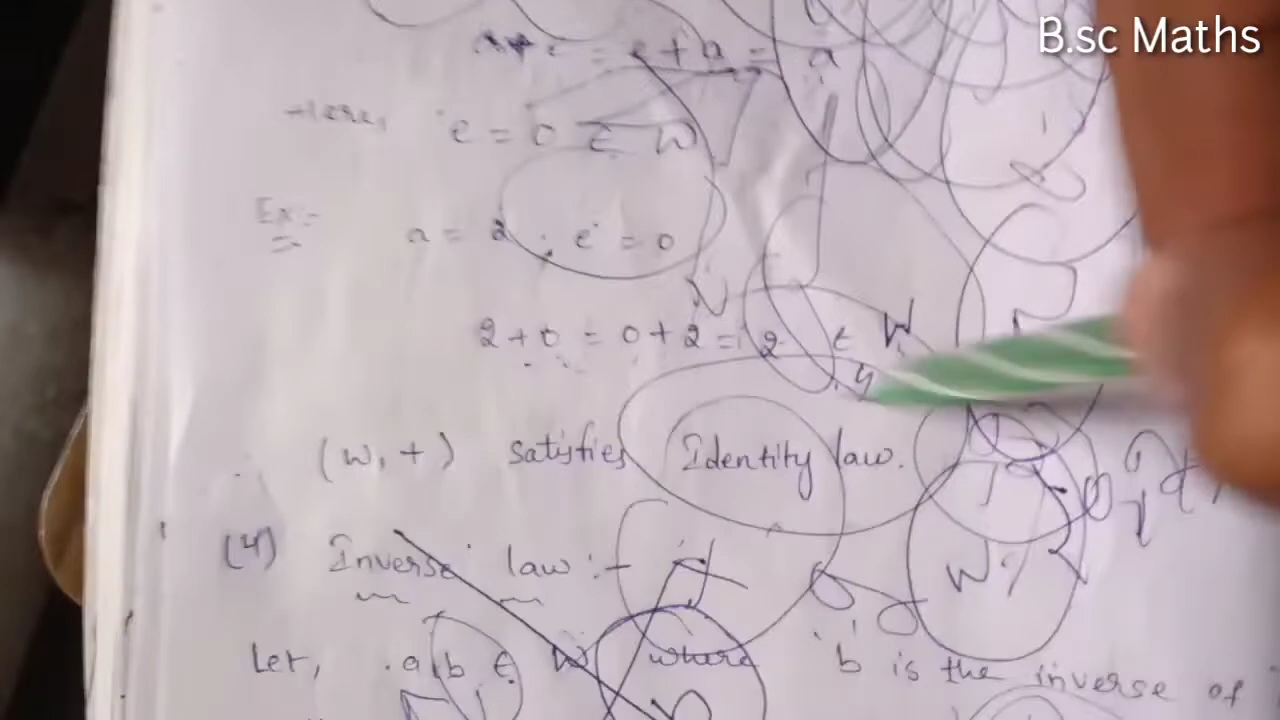 B.sc Maths
= e + a = a
Here, e = 0 ∈ W
Ex:-
a = 2, e = 0
2 + 0 = 0 + 2 = 2 ∈ W
(W, +) satisfies Identity law.
(4) Inverse law :-
Let, a, b ∈ W where b is the inverse of